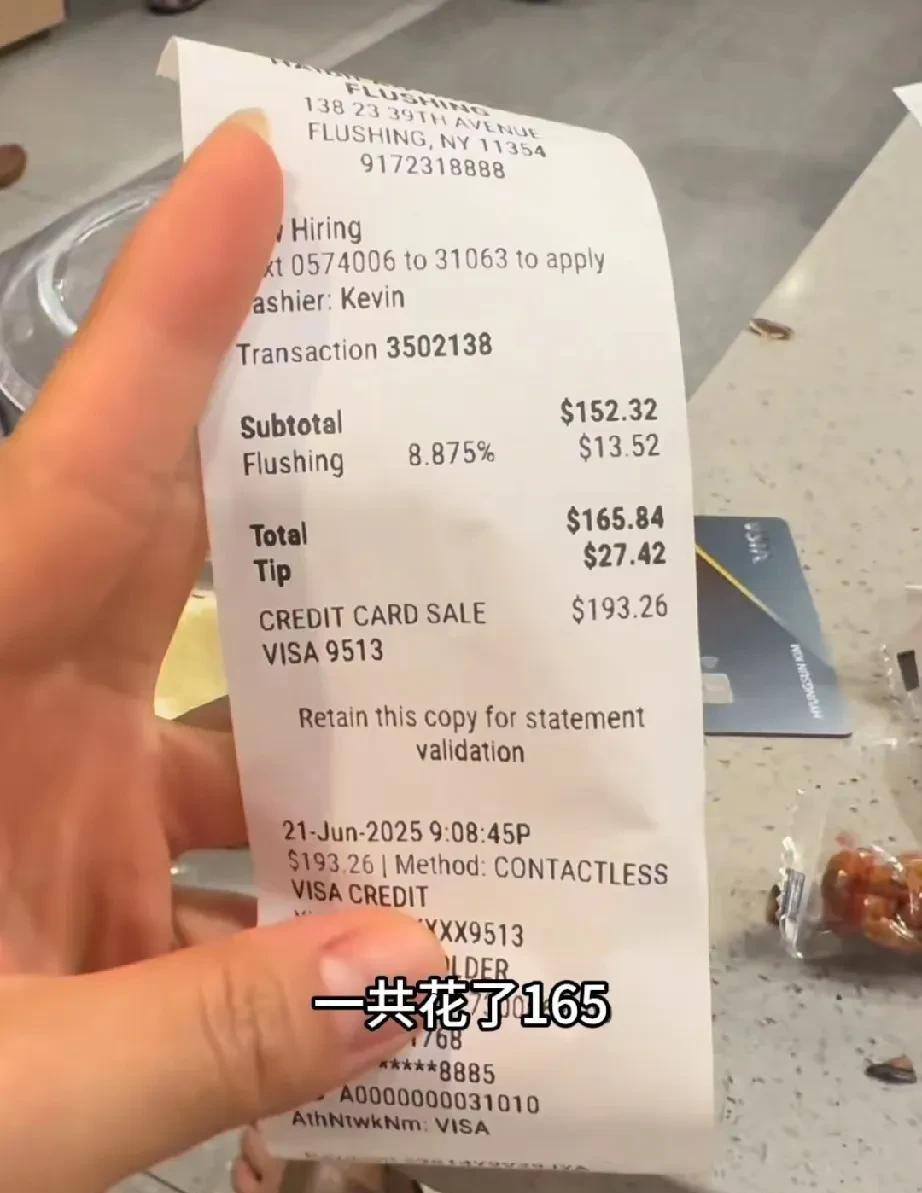 FLUSHING
138 23 39TH AVENUE
FLUSHING, NY 11354
9172318888
Hiring
0574006 to 31063 to apply
ashier: Kevin
Transaction 3502138
Subtotal $152.32
Flushing 8.875% $13.52
Total $165.84
Tip $27.42
CREDIT CARD SALE $193.26
VISA 9513
Retain this copy for statement
validation
21-Jun-2025 9:08:45P
$193.26 | Method: CONTACTLESS
VISA CREDIT
XXX9513
LDER
一共花了165
1768
*****8885
A0000000031010
AthNtwkNm: VISA
VISA
HYUNGSUN KIM